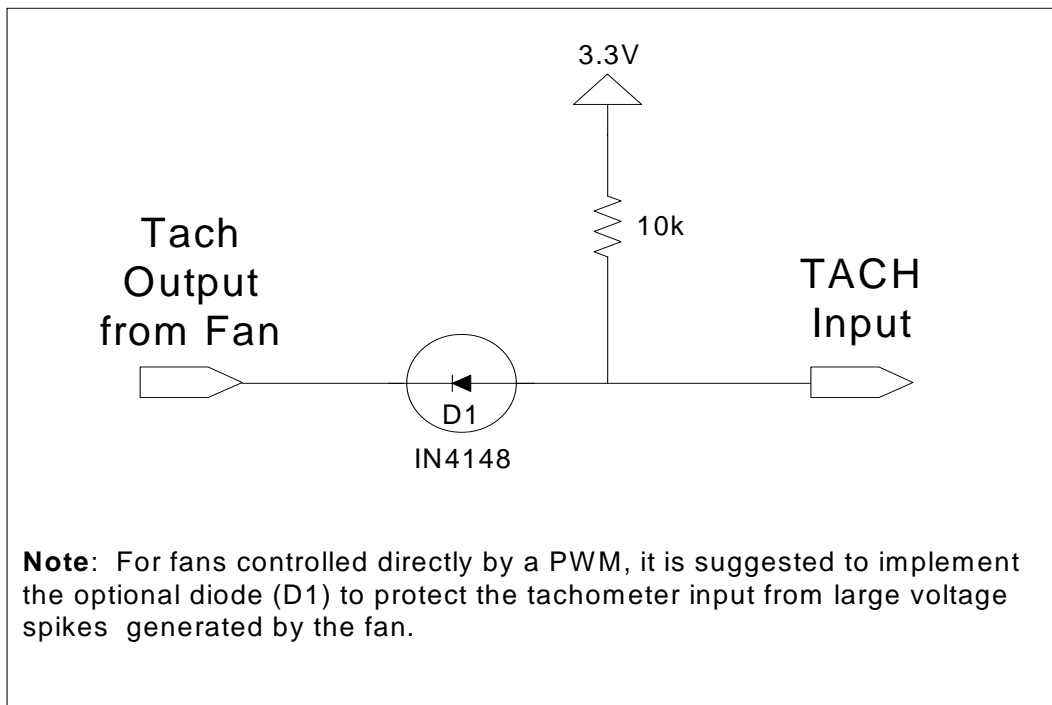 3.3V
10k
Tach
Output
from Fan
TACH
Input
D1
IN4148
Note: For fans controlled directly by a PWM, it is suggested to implement
the optional diode (D1) to protect the tachometer input from large voltage
spikes generated by the fan.